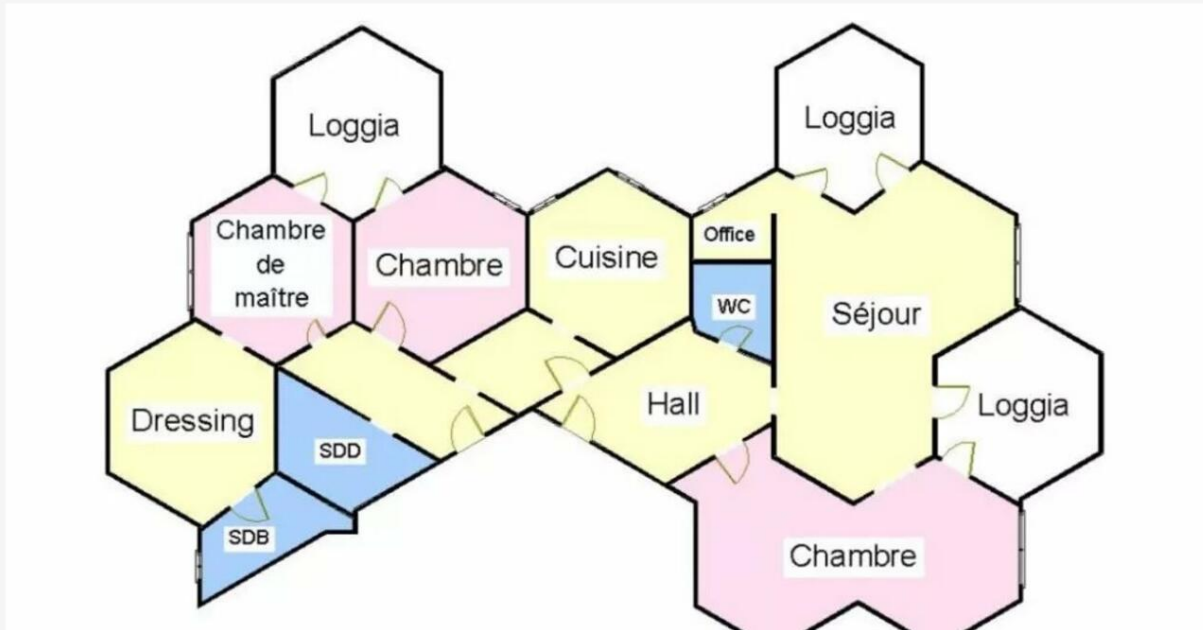 Loggia
Loggia
Chambre
de
maître
Chambre
Cuisine
Office
WC
Séjour
Dressing
SDD
Hall
Loggia
SDB
Chambre